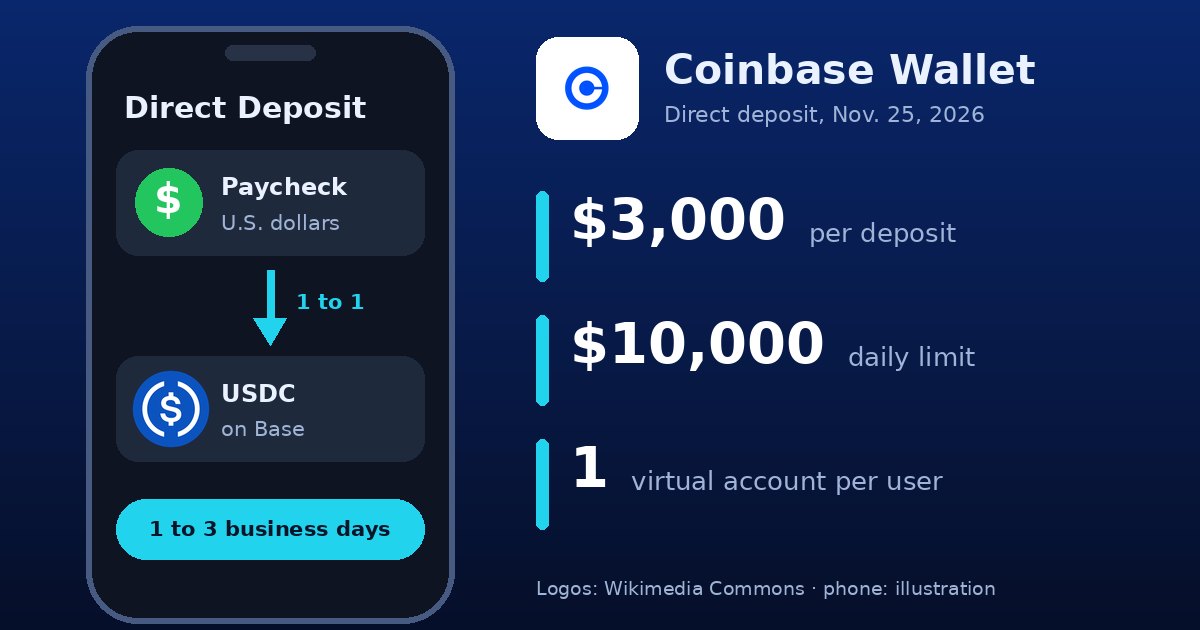 Direct Deposit
$
Paycheck
U.S. dollars
1 to 1
$
USDC
on Base
1 to 3 business days
Coinbase Wallet
Direct deposit, Nov. 25, 2026
$3,000 per deposit
$10,000 daily limit
1 virtual account per user
Logos: Wikimedia Commons · phone: illustration